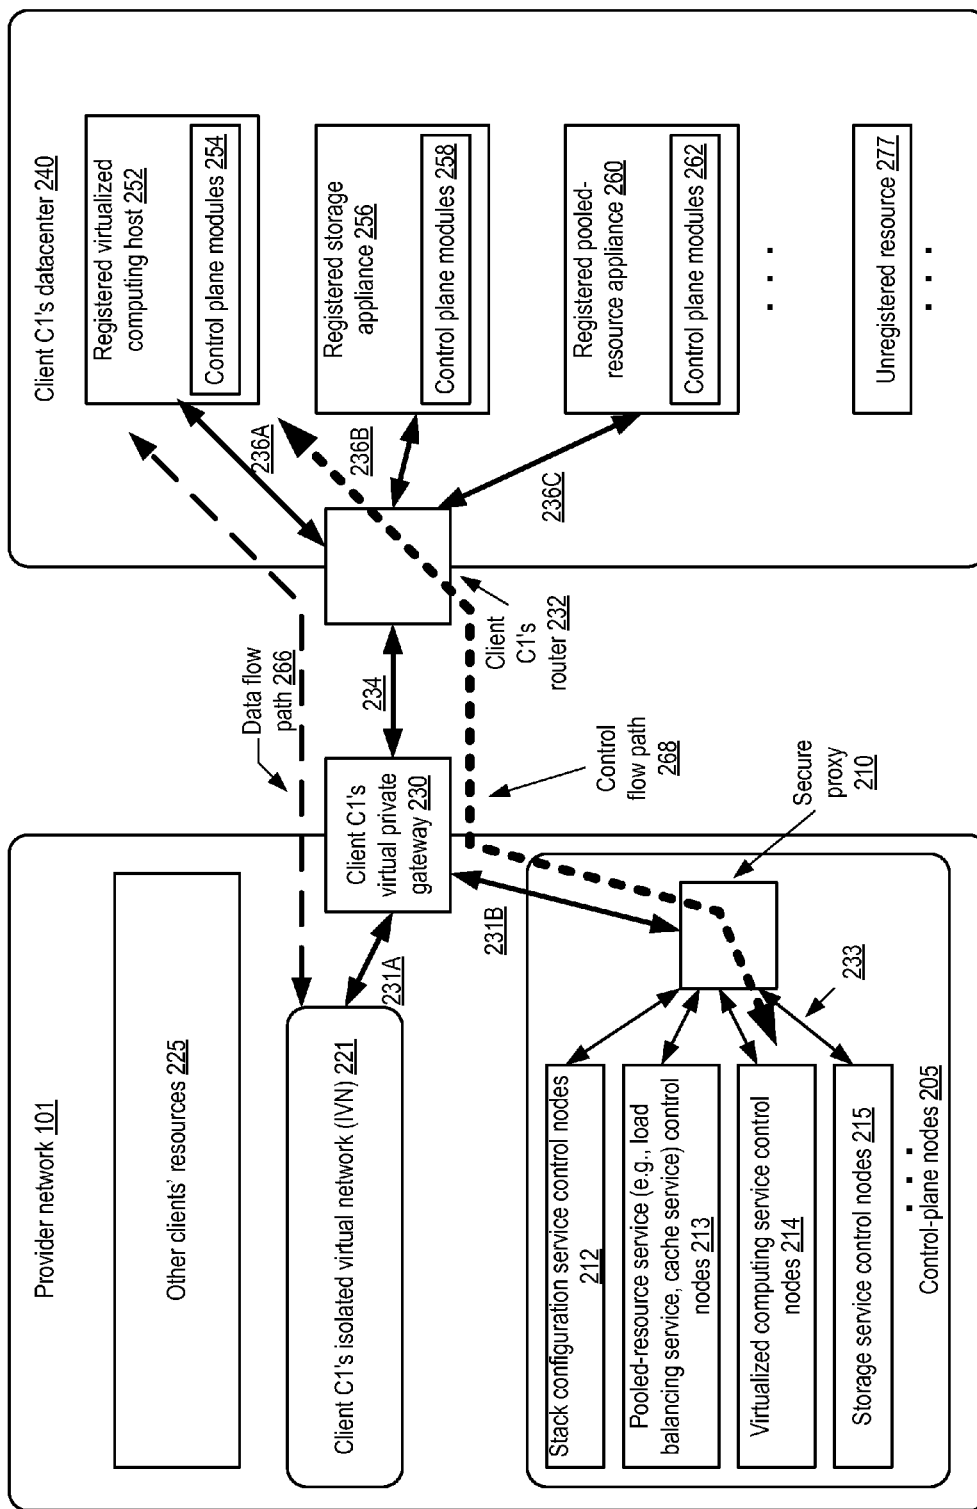 Provider network 101
Other clients' resources 225
Client C1's isolated virtual network (IVN) 221
Stack configuration service control nodes
212
Pooled-resource service (e.g., load
balancing service, cache service) control
nodes 213
Virtualized computing service control
nodes 214
Storage service control nodes 215
Control-plane nodes 205
233
Secure
proxy 210
231A
231B
Client C1's
virtual private
gateway 230
Data flow
path 266
234
Control
flow path
268
Client
C1's
router 232
Client C1's datacenter 240
236A
236B
236C
Registered virtualized
computing host 252
Control plane modules 254
Registered storage
appliance 256
Control plane modules 258
Registered pooled-
resource appliance 260
Control plane modules 262
Unregistered resource 277